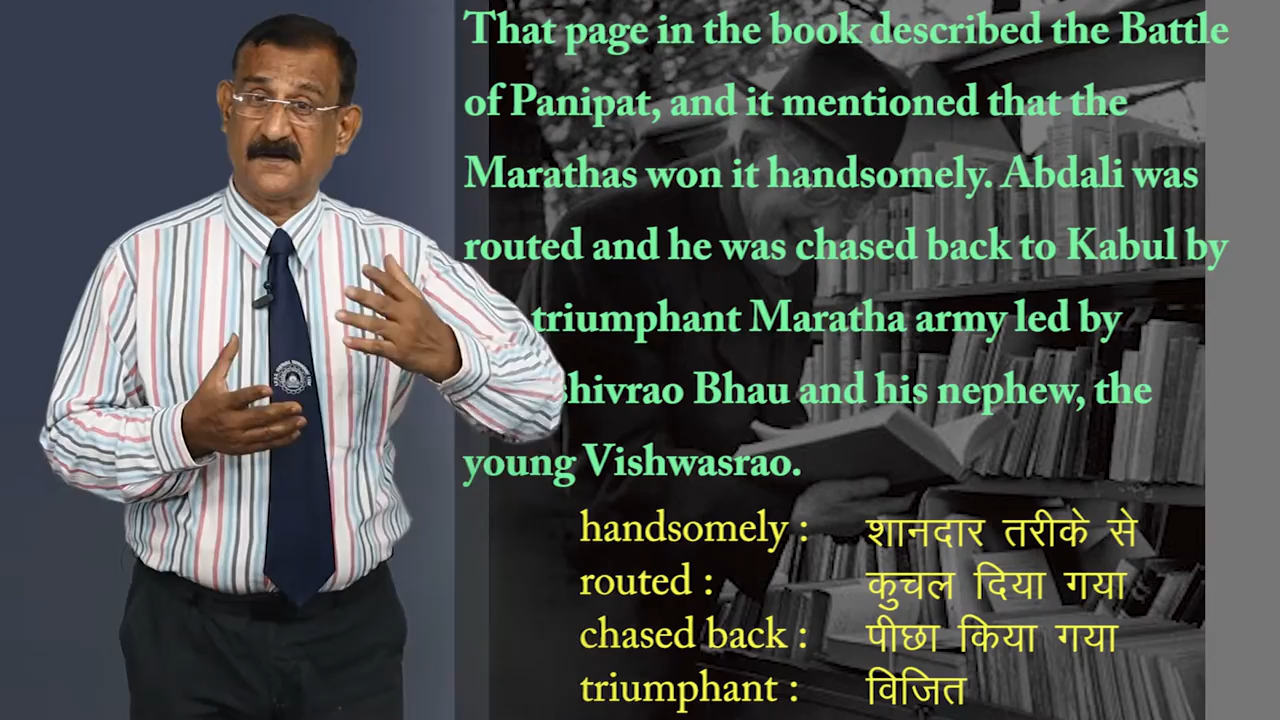 That page in the book described the Battle
of Panipat, and it mentioned that the
Marathas won it handsomely. Abdali was
routed and he was chased back to Kabul by
triumphant Maratha army led by
shivrao Bhau and his nephew, the
young Vishwasrao.
handsomely : शानदार तरीके से
routed : कुचल दिया गया
chased back : पीछा किया गया
triumphant : विजित